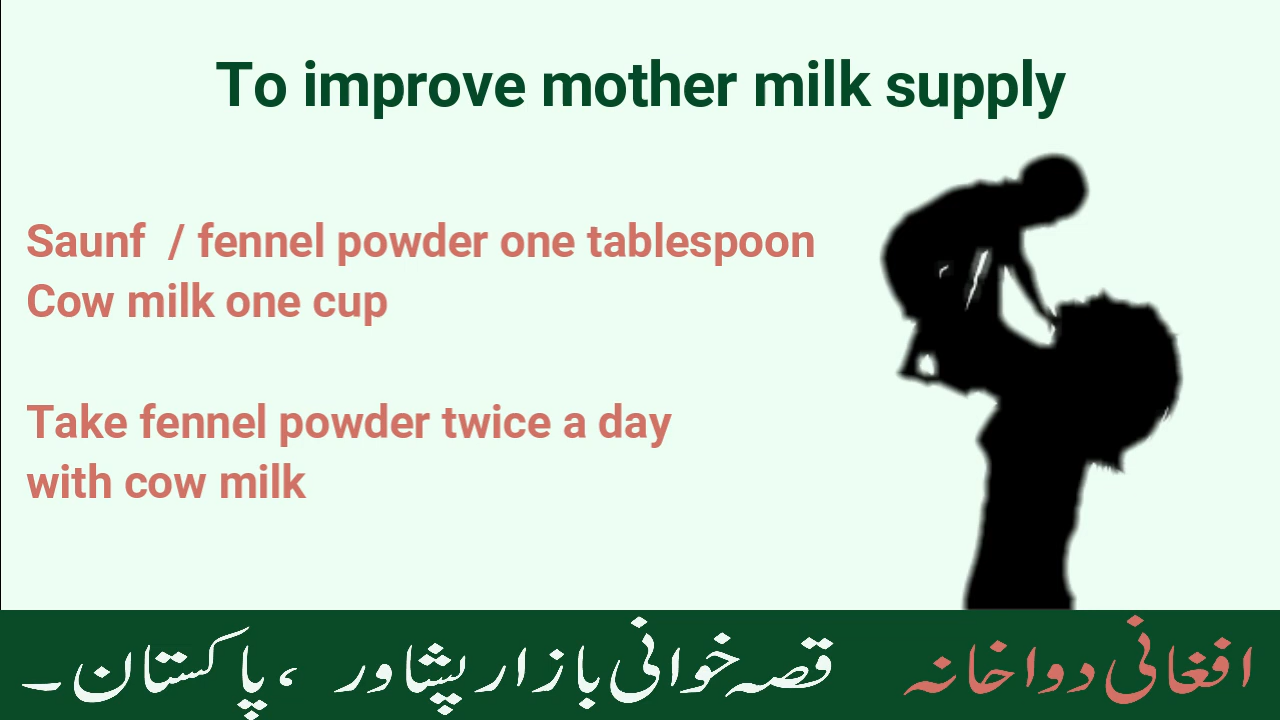 To improve mother milk supply
Saunf / fennel powder one tablespoon
Cow milk one cup
Take fennel powder twice a day
with cow milk
افغانی دواخانہ قصہ خوانی بازار پشاور ، پاکستان۔